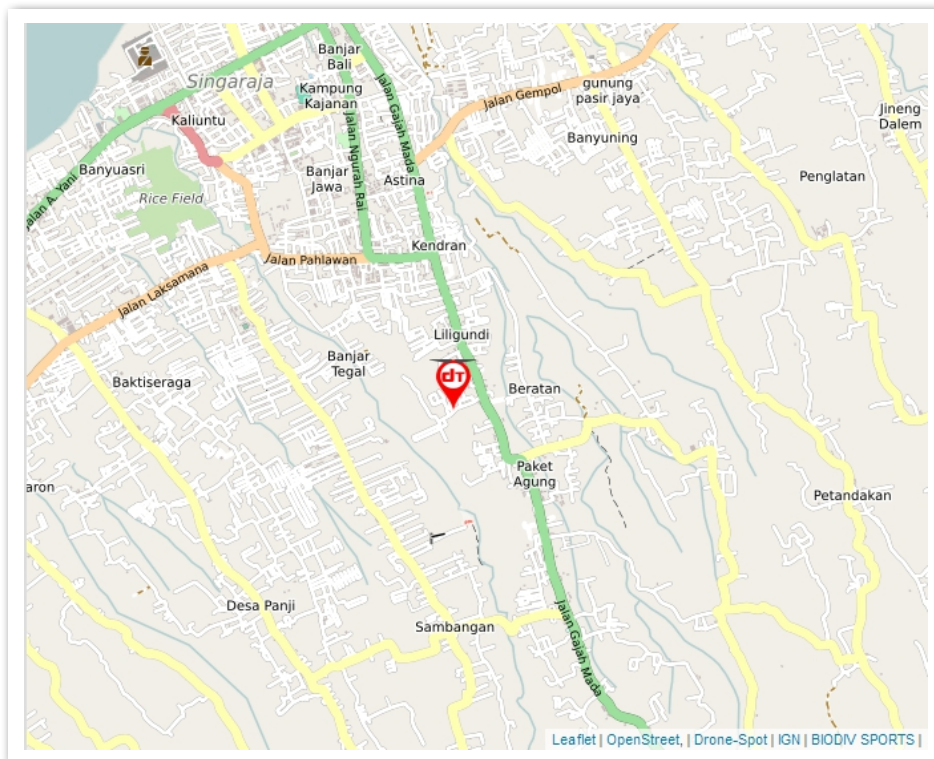 Banjar
Bali
Singaraja
Kampung
Kajanan
Jalan Gajah Mada
Jalan Gempol
gunung
pasir jaya
Jineng
Dalem
Kaliuntu
Jalan Ngurah Rai
Banyuning
Banyuasri
Jalan A. Yani
Rice Field
Banjar
Jawa
Astina
Penglatan
Kendran
Jalan Pahlawan
Jalan Laksamana
Liligundi
Banjar
Tegal
Baktiseraga
dT
Beratan
Paket
Agung
aron
Petandakan
Desa Panji
Sambangan
Jalan Gajah Mada
Leaflet | OpenStreet, | Drone-Spot | IGN | BIODIV SPORTS |